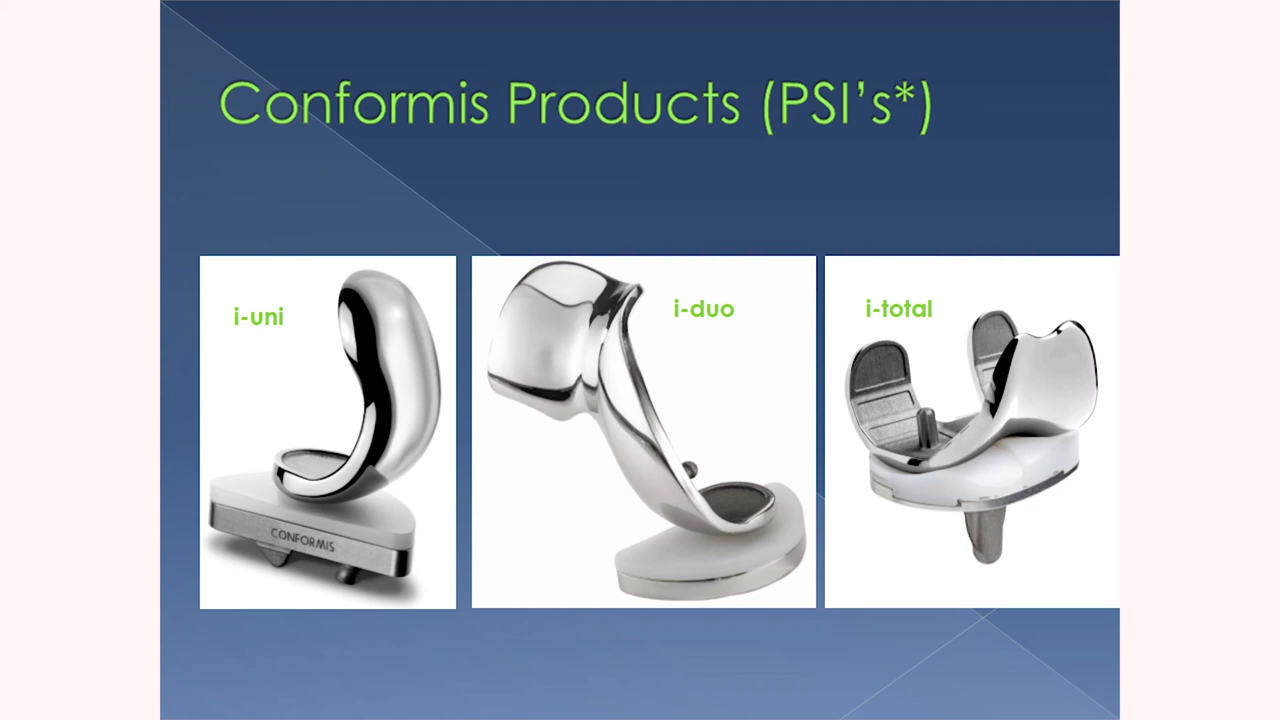 Conformis Products (PSI's*)
i-uni
i-duo
i-total
CONFORMIS